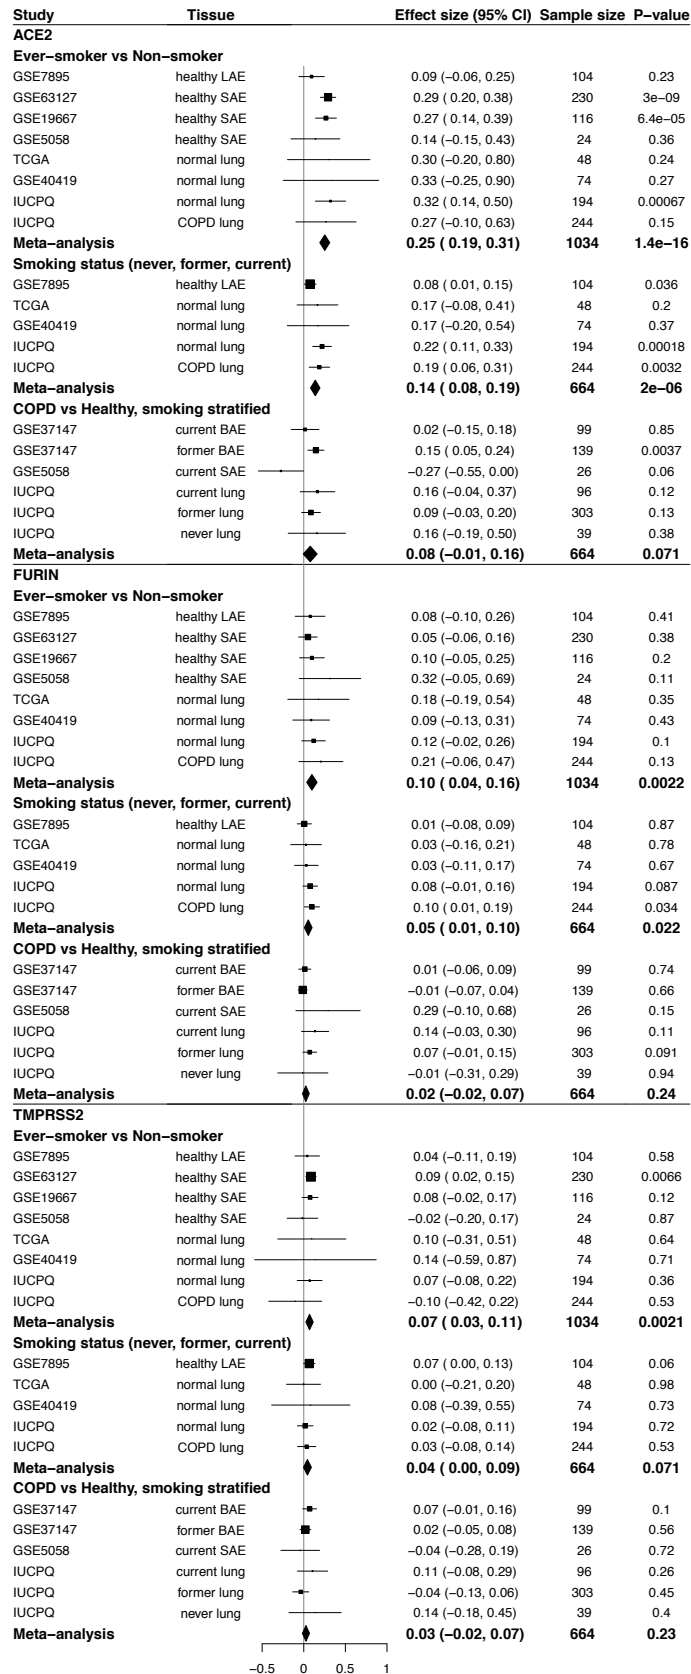 Study Tissue Effect size (95% CI) Sample size P−value
ACE2
Ever−smoker vs Non−smoker
GSE7895 healthy LAE 0.09 (−0.06, 0.25) 104 0.23
GSE63127 healthy SAE 0.29 ( 0.20, 0.38) 230 3e−09
GSE19667 healthy SAE 0.27 ( 0.14, 0.39) 116 6.4e−05
GSE5058 healthy SAE 0.14 (−0.15, 0.43) 24 0.36
TCGA normal lung 0.30 (−0.20, 0.80) 48 0.24
GSE40419 normal lung 0.33 (−0.25, 0.90) 74 0.27
IUCPQ normal lung 0.32 ( 0.14, 0.50) 194 0.00067
IUCPQ COPD lung 0.27 (−0.10, 0.63) 244 0.15
Meta−analysis 0.25 ( 0.19, 0.31) 1034 1.4e−16
Smoking status (never, former, current)
GSE7895 healthy LAE 0.08 ( 0.01, 0.15) 104 0.036
TCGA normal lung 0.17 (−0.08, 0.41) 48 0.2
GSE40419 normal lung 0.17 (−0.20, 0.54) 74 0.37
IUCPQ normal lung 0.22 ( 0.11, 0.33) 194 0.00018
IUCPQ COPD lung 0.19 ( 0.06, 0.31) 244 0.0032
Meta−analysis 0.14 ( 0.08, 0.19) 664 2e−06
COPD vs Healthy, smoking stratified
GSE37147 current BAE 0.02 (−0.15, 0.18) 99 0.85
GSE37147 former BAE 0.15 ( 0.05, 0.24) 139 0.0037
GSE5058 current SAE −0.27 (−0.55, 0.00) 26 0.06
IUCPQ current lung 0.16 (−0.04, 0.37) 96 0.12
IUCPQ former lung 0.09 (−0.03, 0.20) 303 0.13
IUCPQ never lung 0.16 (−0.19, 0.50) 39 0.38
Meta−analysis 0.08 (−0.01, 0.16) 664 0.071
FURIN
Ever−smoker vs Non−smoker
GSE7895 healthy LAE 0.08 (−0.10, 0.26) 104 0.41
GSE63127 healthy SAE 0.05 (−0.06, 0.16) 230 0.38
GSE19667 healthy SAE 0.10 (−0.05, 0.25) 116 0.2
GSE5058 healthy SAE 0.32 (−0.05, 0.69) 24 0.11
TCGA normal lung 0.18 (−0.19, 0.54) 48 0.35
GSE40419 normal lung 0.09 (−0.13, 0.31) 74 0.43
IUCPQ normal lung 0.12 (−0.02, 0.26) 194 0.1
IUCPQ COPD lung 0.21 (−0.06, 0.47) 244 0.13
Meta−analysis 0.10 ( 0.04, 0.16) 1034 0.0022
Smoking status (never, former, current)
GSE7895 healthy LAE 0.01 (−0.08, 0.09) 104 0.87
TCGA normal lung 0.03 (−0.16, 0.21) 48 0.78
GSE40419 normal lung 0.03 (−0.11, 0.17) 74 0.67
IUCPQ normal lung 0.08 (−0.01, 0.16) 194 0.087
IUCPQ COPD lung 0.10 ( 0.01, 0.19) 244 0.034
Meta−analysis 0.05 ( 0.01, 0.10) 664 0.022
COPD vs Healthy, smoking stratified
GSE37147 current BAE 0.01 (−0.06, 0.09) 99 0.74
GSE37147 former BAE −0.01 (−0.07, 0.04) 139 0.66
GSE5058 current SAE 0.29 (−0.10, 0.68) 26 0.15
IUCPQ current lung 0.14 (−0.03, 0.30) 96 0.11
IUCPQ former lung 0.07 (−0.01, 0.15) 303 0.091
IUCPQ never lung −0.01 (−0.31, 0.29) 39 0.94
Meta−analysis 0.02 (−0.02, 0.07) 664 0.24
TMPRSS2
Ever−smoker vs Non−smoker
GSE7895 healthy LAE 0.04 (−0.11, 0.19) 104 0.58
GSE63127 healthy SAE 0.09 ( 0.02, 0.15) 230 0.0066
GSE19667 healthy SAE 0.08 (−0.02, 0.17) 116 0.12
GSE5058 healthy SAE −0.02 (−0.20, 0.17) 24 0.87
TCGA normal lung 0.10 (−0.31, 0.51) 48 0.64
GSE40419 normal lung 0.14 (−0.59, 0.87) 74 0.71
IUCPQ normal lung 0.07 (−0.08, 0.22) 194 0.36
IUCPQ COPD lung −0.10 (−0.42, 0.22) 244 0.53
Meta−analysis 0.07 ( 0.03, 0.11) 1034 0.0021
Smoking status (never, former, current)
GSE7895 healthy LAE 0.07 ( 0.00, 0.13) 104 0.06
TCGA normal lung 0.00 (−0.21, 0.20) 48 0.98
GSE40419 normal lung 0.08 (−0.39, 0.55) 74 0.73
IUCPQ normal lung 0.02 (−0.08, 0.11) 194 0.72
IUCPQ COPD lung 0.03 (−0.08, 0.14) 244 0.53
Meta−analysis 0.04 ( 0.00, 0.09) 664 0.071
COPD vs Healthy, smoking stratified
GSE37147 current BAE 0.07 (−0.01, 0.16) 99 0.1
GSE37147 former BAE 0.02 (−0.05, 0.08) 139 0.56
GSE5058 current SAE −0.04 (−0.28, 0.19) 26 0.72
IUCPQ current lung 0.11 (−0.08, 0.29) 96 0.26
IUCPQ former lung −0.04 (−0.13, 0.06) 303 0.45
IUCPQ never lung 0.14 (−0.18, 0.45) 39 0.4
Meta−analysis 0.03 (−0.02, 0.07) 664 0.23
−0.5 0 0.5 1